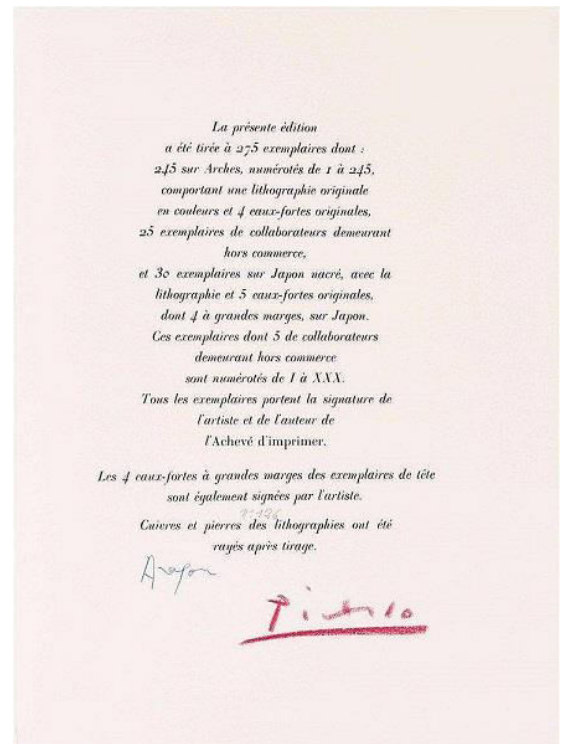 La présente édition
a été tirée à 275 exemplaires dont :
245 sur Arches, numérotés de 1 à 245,
comportant une lithographie originale
en couleurs et 4 eaux-fortes originales,
25 exemplaires de collaborateurs demeurant
hors commerce,
et 30 exemplaires sur Japon nacré, avec la
lithographie et 5 eaux-fortes originales,
dont 4 à grandes marges, sur Japon.
Ces exemplaires dont 5 de collaborateurs
demeurant hors commerce
sont numérotés de I à XXX.
Tous les exemplaires portent la signature de
l'artiste et de l'auteur de
l'Achevé d'imprimer.
Les 4 eaux-fortes à grandes marges des exemplaires de tête
sont également signées par l'artiste.
Cuivres et pierres des lithographies ont été
rayés après tirage.
Aragon
Picasso